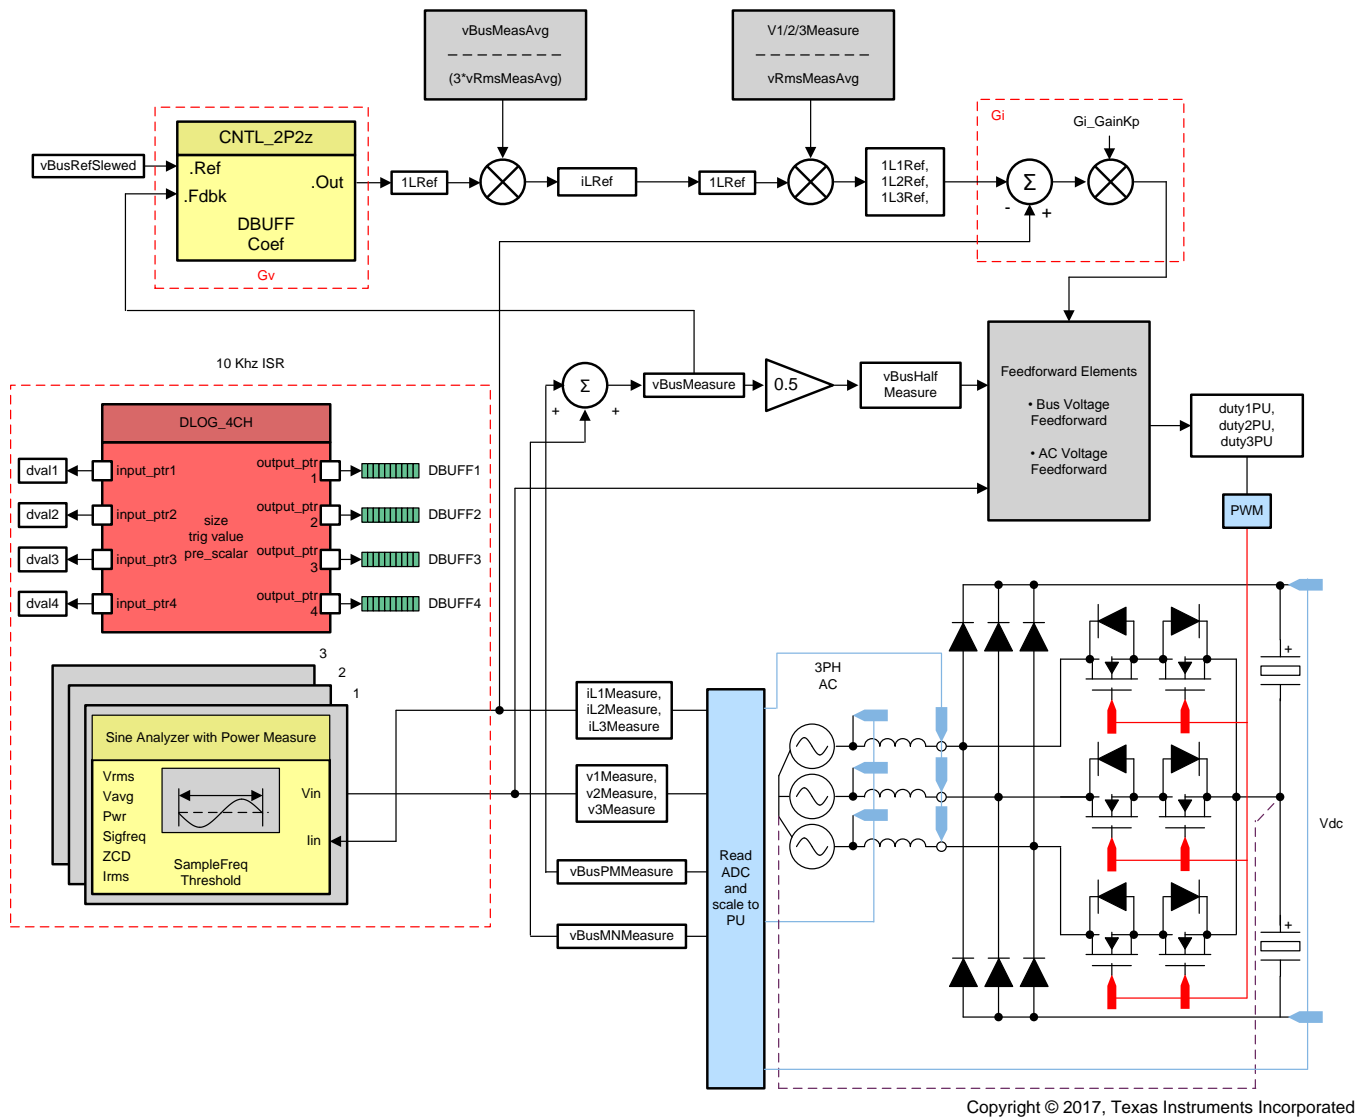 vBusMeasAvg
(3*vRmsMeasAvg)
V1/2/3Measure
vRmsMeasAvg
CNTL_2P2z
.Ref
.Fdbk
.Out
DBUFF
Coef
Gv
vBusRefSlewed
1LRef
iLRef
1LRef
1L1Ref,
1L2Ref,
1L3Ref,
Gi
Gi_GainKp
Σ
-
+
10 Khz ISR
Σ
+
+
vBusMeasure
0.5
vBusHalf
Measure
Feedforward Elements
• Bus Voltage
Feedforward
• AC Voltage
Feedforward
duty1PU,
duty2PU,
duty3PU
PWM
DLOG_4CH
dval1
input_ptr1
output_ptr
1
DBUFF1
dval2
input_ptr2
output_ptr
2
DBUFF2
dval3
input_ptr3
output_ptr
3
DBUFF3
dval4
input_ptr4
output_ptr
4
DBUFF4
size
trig value
pre_scalar
3
2
1
Sine Analyzer with Power Measure
Vrms
Vavg
Pwr
Sigfreq
ZCD
Irms
Vin
Iin
SampleFreq
Threshold
iL1Measure,
iL2Measure,
iL3Measure
v1Measure,
v2Measure,
v3Measure
vBusPMMeasure
vBusMNMeasure
Read
ADC
and
scale to
PU
3PH
AC
+
+
Vdc
Copyright © 2017, Texas Instruments Incorporated